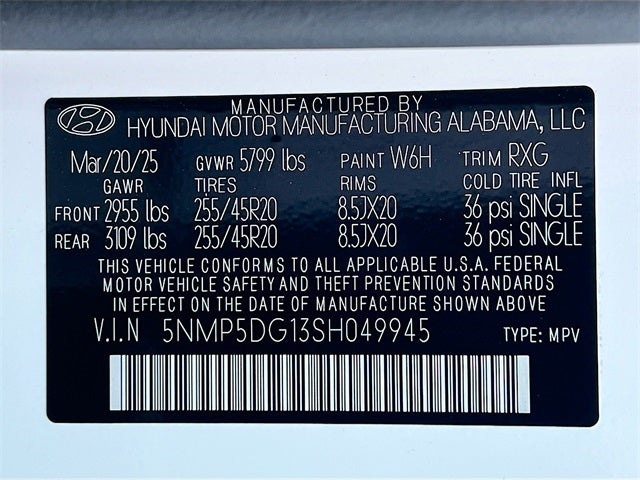 MANUFACTURED BY
HYUNDAI MOTOR MANUFACTURING ALABAMA, LLC
Mar/20/25 GVWR 5799 lbs PAINT W6H TRIM RXG
GAWR TIRES RIMS COLD TIRE INFL
FRONT 2955 lbs 255/45R20 8.5JX20 36 psi SINGLE
REAR 3109 lbs 255/45R20 8.5JX20 36 psi SINGLE
THIS VEHICLE CONFORMS TO ALL APPLICABLE U.S.A. FEDERAL
MOTOR VEHICLE SAFETY AND THEFT PREVENTION STANDARDS
IN EFFECT ON THE DATE OF MANUFACTURE SHOWN ABOVE
V.I.N 5NMP5DG13SH049945 TYPE: MPV